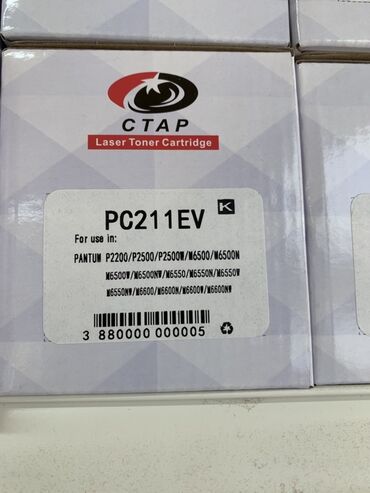 СТАР
Laser Toner Cartridge
PC211EV K
For use in:
PANTUM P2200/P2500/P2500W/M6500/M6500N
M6500W/M6500NW/M6550/M6550N/M6550W
M6550NW/M6600/M6600N/M6600W/M6600NW
3 880000 000005